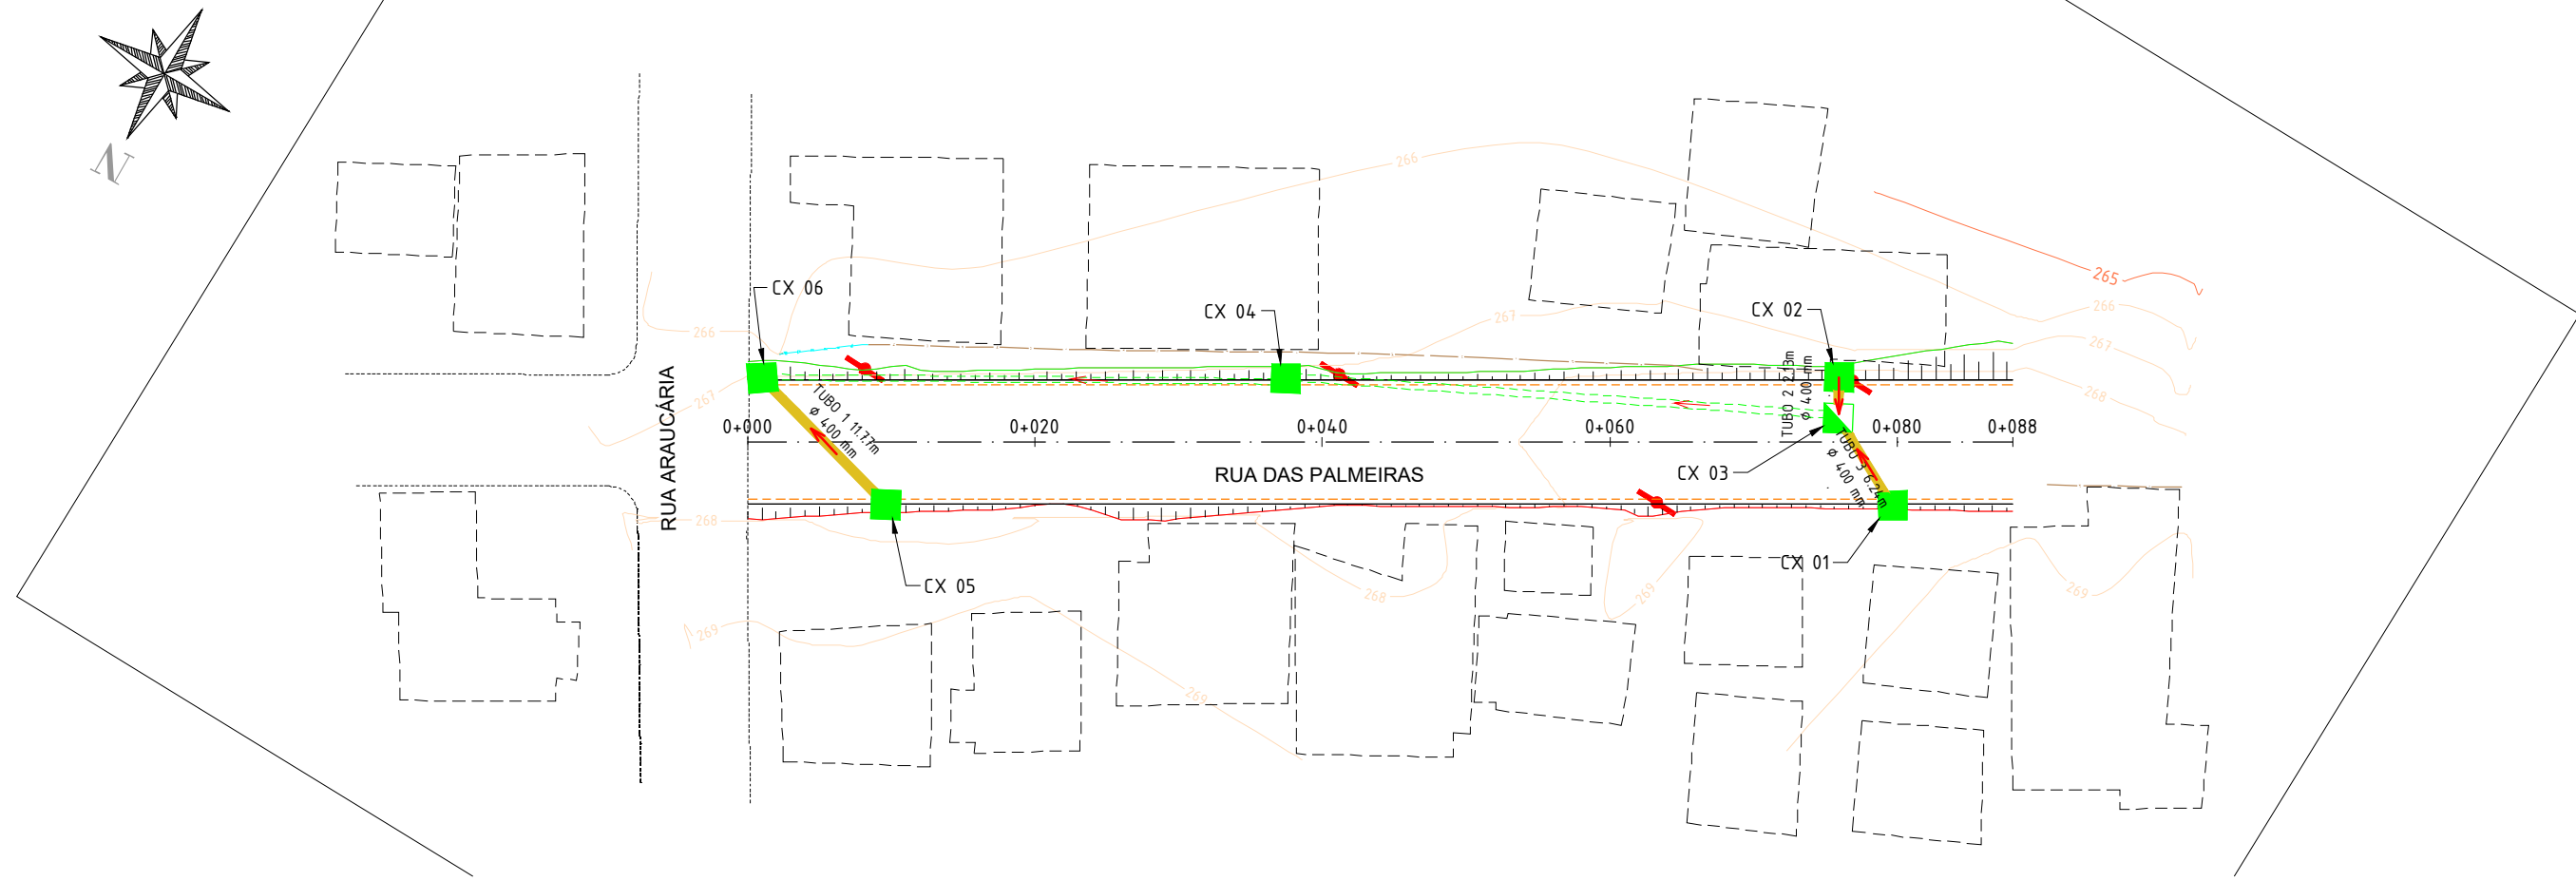 N
266
265
CX 06
266
CX 04
CX 02
267
266
267
268
TUBO 2 2.13m
ø 400 mm
RUA ARAUCÁRIA
267
TUBO 1 11.77m
ø 400 mm
0+000
0+020
0+040
0+060
0+080
0+088
RUA DAS PALMEIRAS
CX 03
TUBO 3 6.24m
ø 400 mm
268
CX 05
CX 01
268
269
269
269
269